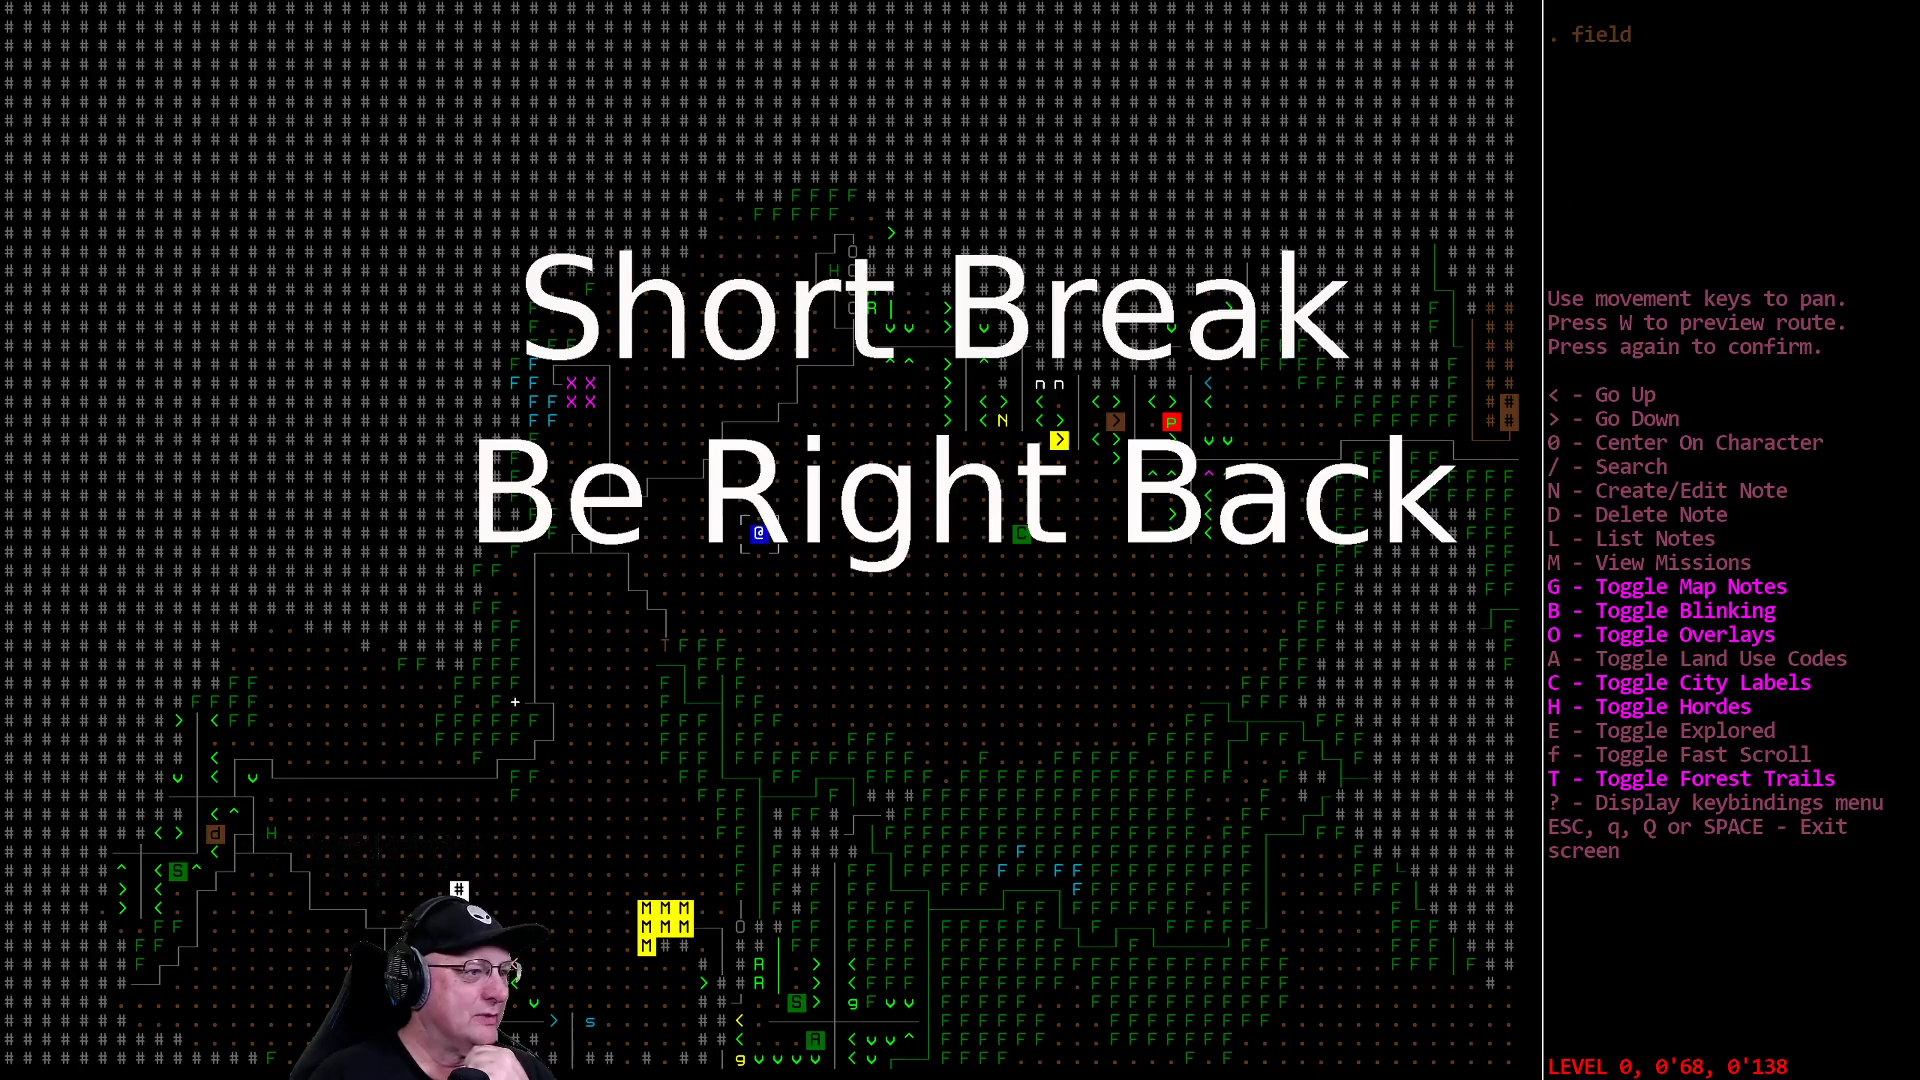 . field
Short Break
Be Right Back
Use movement keys to pan.
Press W to preview route.
Press again to confirm.
< - Go Up
> - Go Down
0 - Center On Character
/ - Search
N - Create/Edit Note
D - Delete Note
L - List Notes
M - View Missions
G - Toggle Map Notes
B - Toggle Blinking
O - Toggle Overlays
A - Toggle Land Use Codes
C - Toggle City Labels
H - Toggle Hordes
E - Toggle Explored
f - Toggle Fast Scroll
T - Toggle Forest Trails
? - Display keybindings menu
ESC, q, Q or SPACE - Exit
screen
LEVEL 0, 0'68, 0'138